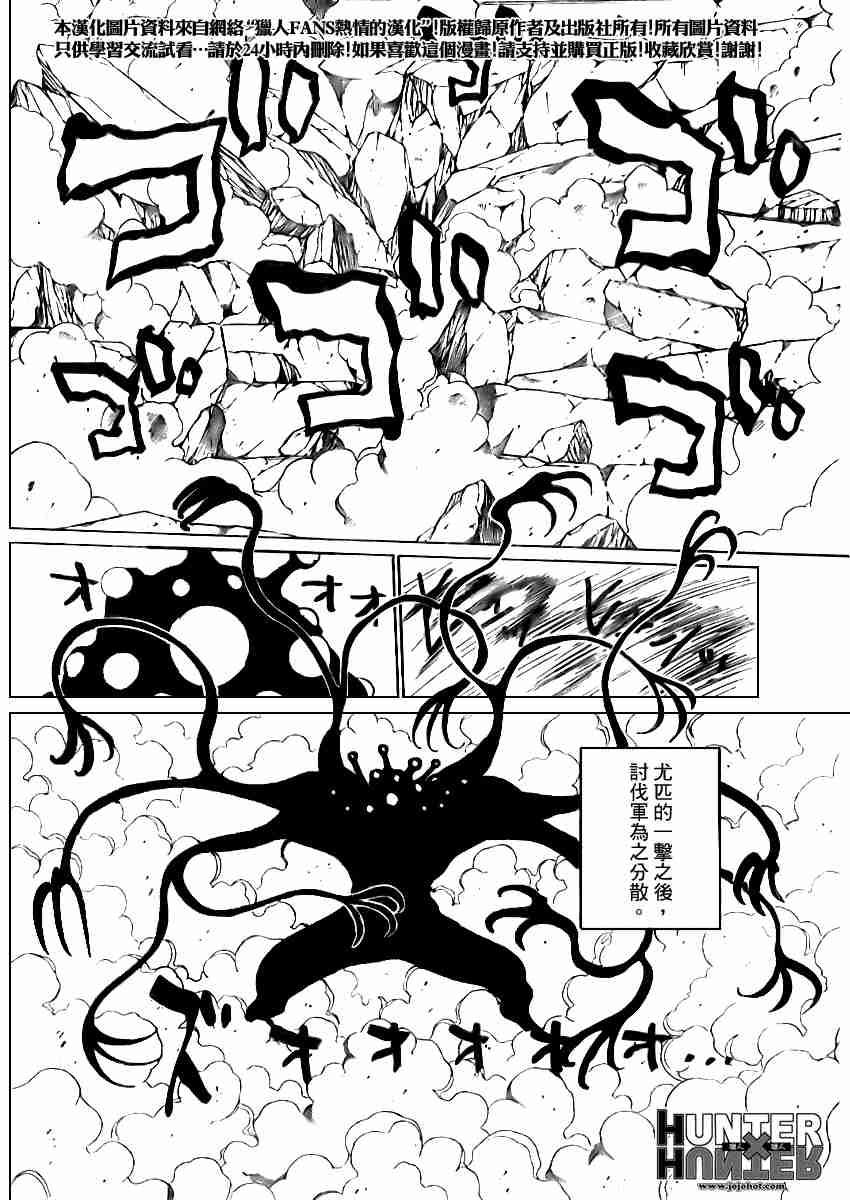 本漢化圖片資料來自網絡“獵人FANS熱情的漢化”!版權歸原作者及出版社所有!所有圖片資料
只供學習交流試看…請於24小時內刪除!如果喜歡這個漫畫!請支持並購買正版!收藏欣賞!謝謝!
ゴ
ゴ
ゴ
ゴ
ゴ
ビッ
オ
オオ
尤匹的一擊之後，
討伐軍為之分散。
ズオオオオ…
HUNTER
HUNTER
www.jojohot.com